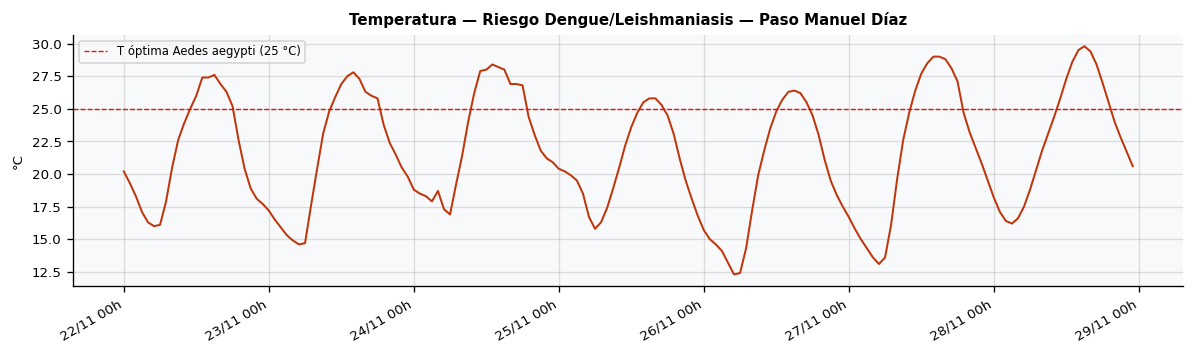 Temperatura — Riesgo Dengue/Leishmaniasis — Paso Manuel Díaz
T óptima Aedes aegypti (25 °C)
°C
30.0
27.5
25.0
22.5
20.0
17.5
15.0
12.5
22/11 00h
23/11 00h
24/11 00h
25/11 00h
26/11 00h
27/11 00h
28/11 00h
29/11 00h